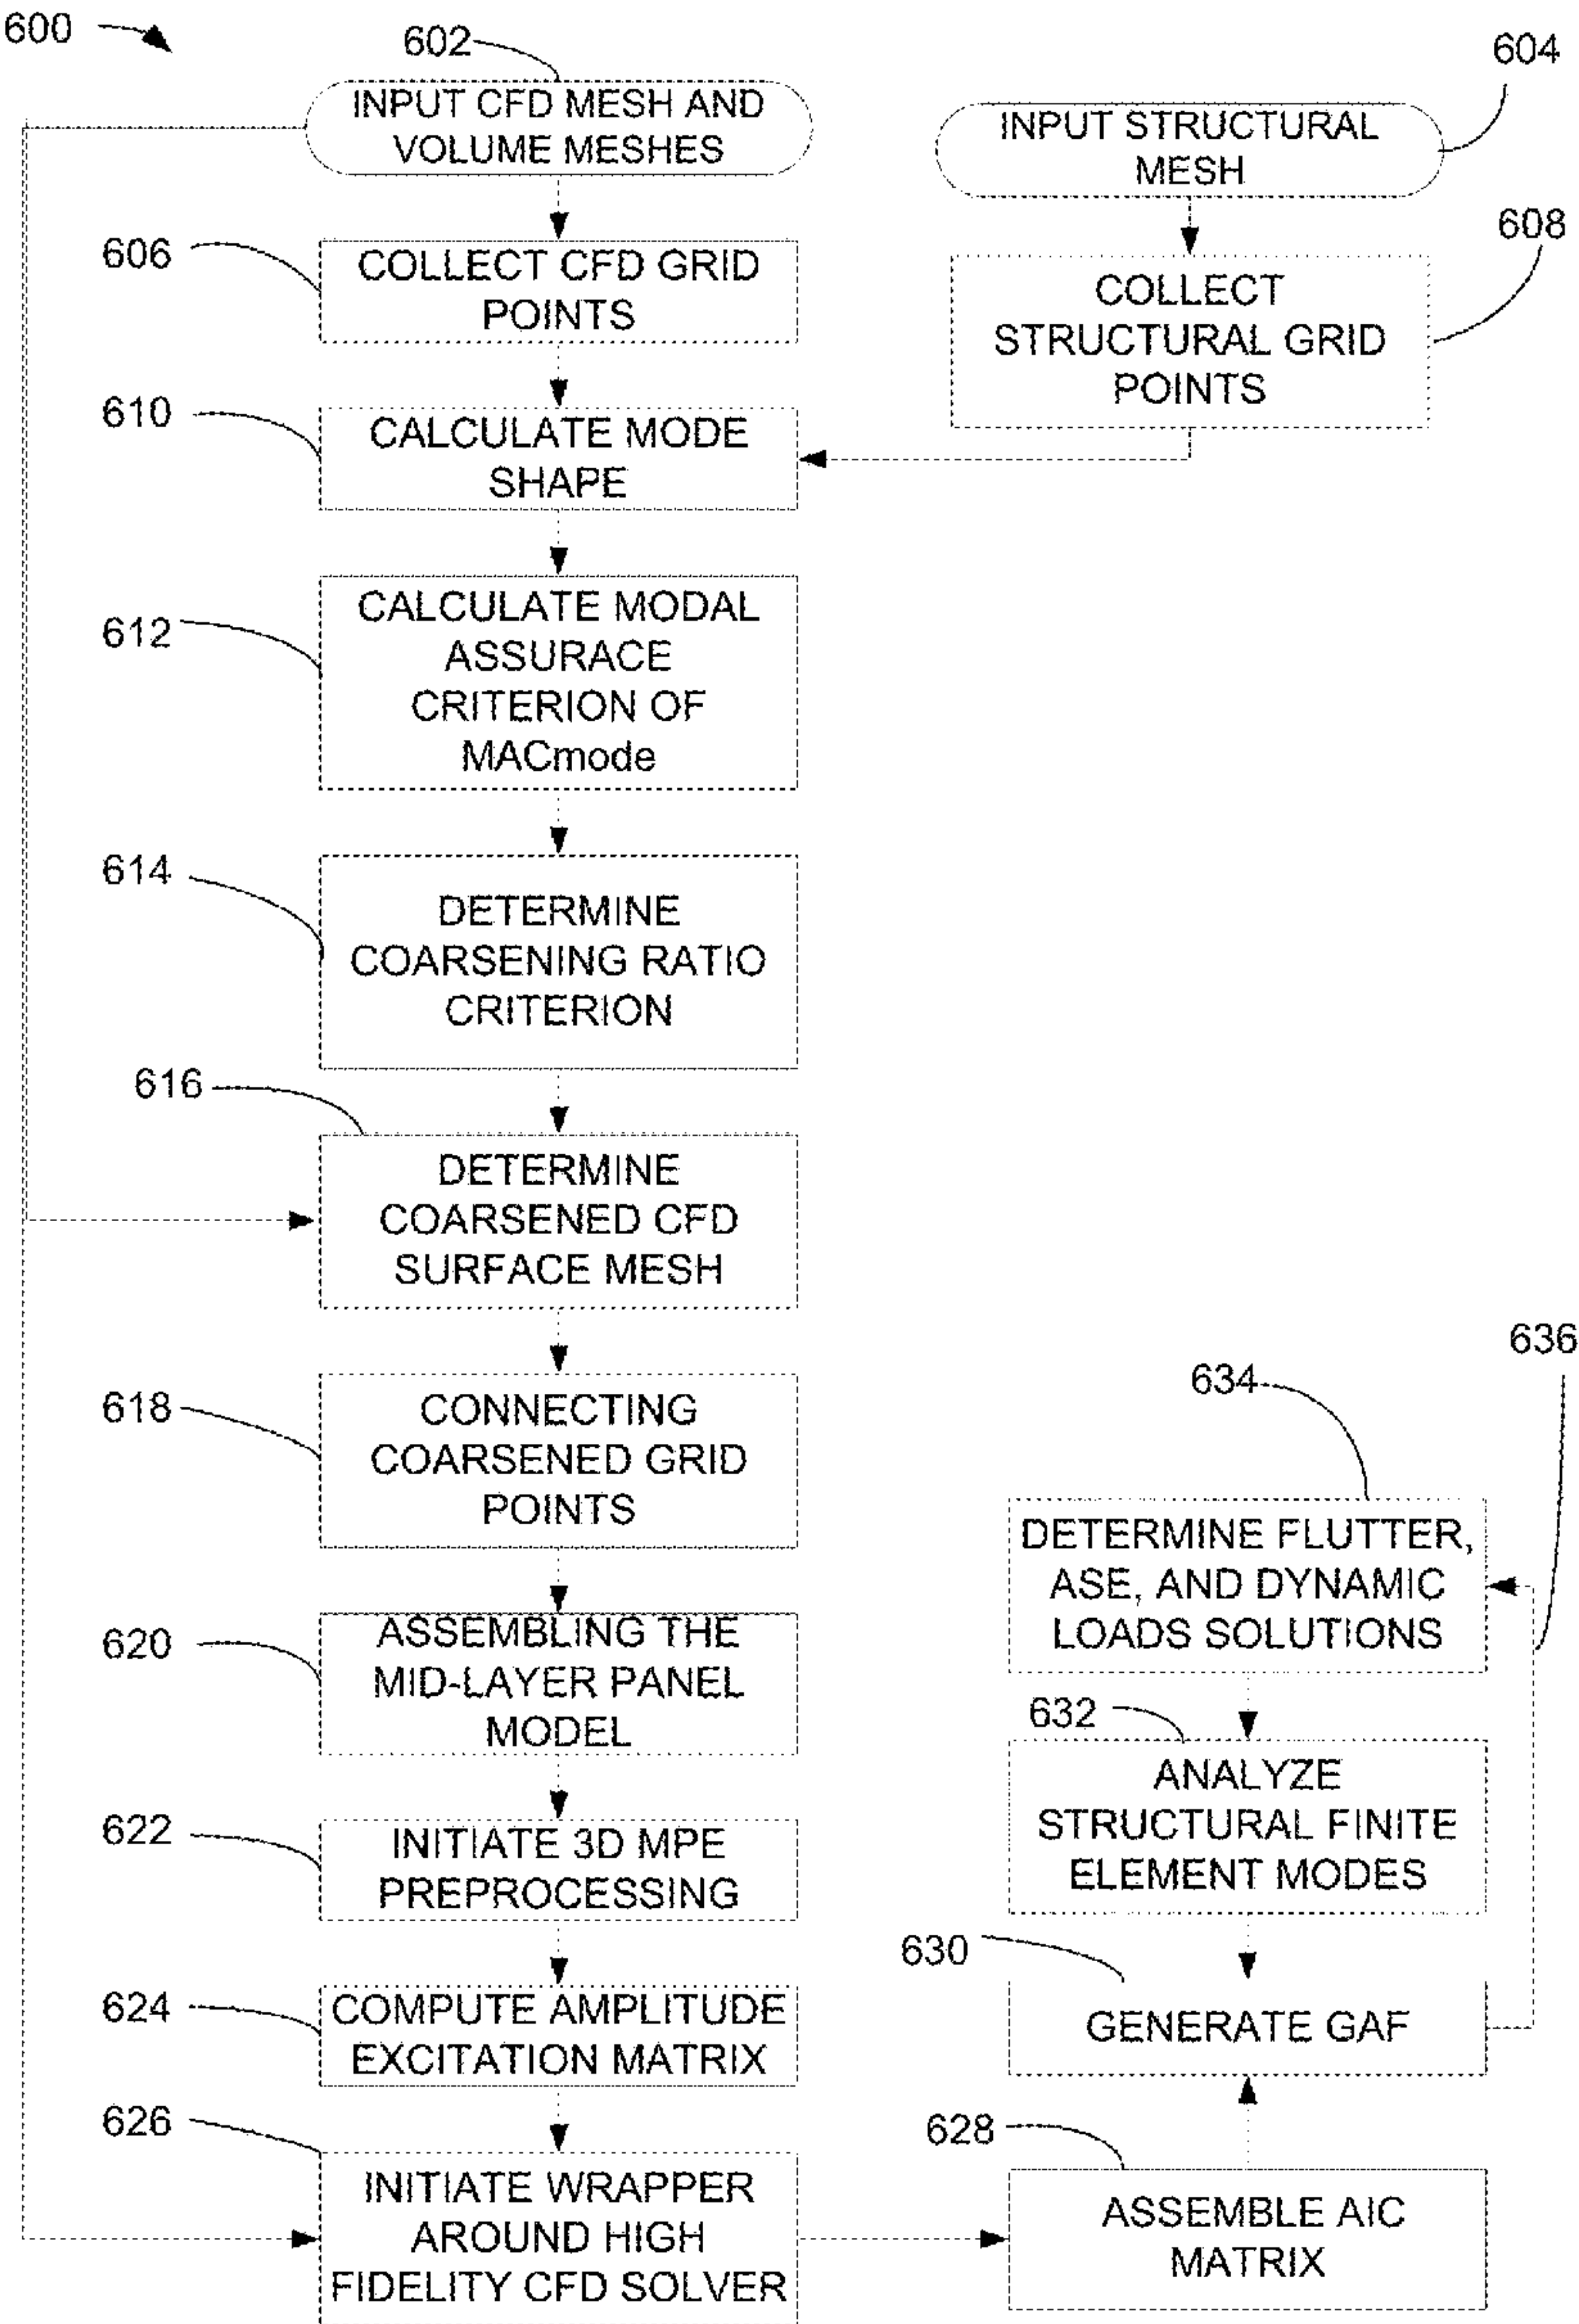 600
602
INPUT CFD MESH AND
VOLUME MESHES
604
INPUT STRUCTURAL
MESH
606
COLLECT CFD GRID
POINTS
608
COLLECT
STRUCTURAL GRID
POINTS
610
CALCULATE MODE
SHAPE
612
CALCULATE MODAL
ASSURACE
CRITERION OF
MACmode
614
DETERMINE
COARSENING RATIO
CRITERION
616
DETERMINE
COARSENED CFD
SURFACE MESH
618
CONNECTING
COARSENED GRID
POINTS
620
ASSEMBLING THE
MID-LAYER PANEL
MODEL
622
INITIATE 3D MPE
PREPROCESSING
624
COMPUTE AMPLITUDE
EXCITATION MATRIX
626
INITIATE WRAPPER
AROUND HIGH
FIDELITY CFD SOLVER
636
634
DETERMINE FLUTTER,
ASE, AND DYNAMIC
LOADS SOLUTIONS
632
ANALYZE
STRUCTURAL FINITE
ELEMENT MODES
630
GENERATE GAF
628
ASSEMBLE AIC
MATRIX